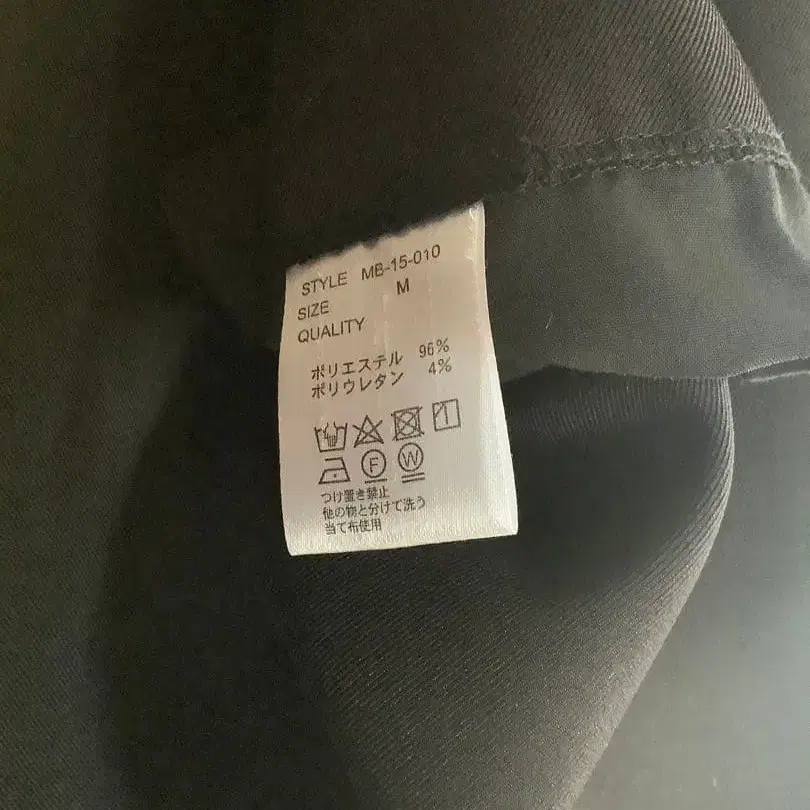 STYLE MB-15-010
SIZE M
QUALITY
ポリエステル 96%
ポリウレタン 4%
F W
つけ置き禁止
他の物と分けて洗う
当て布使用